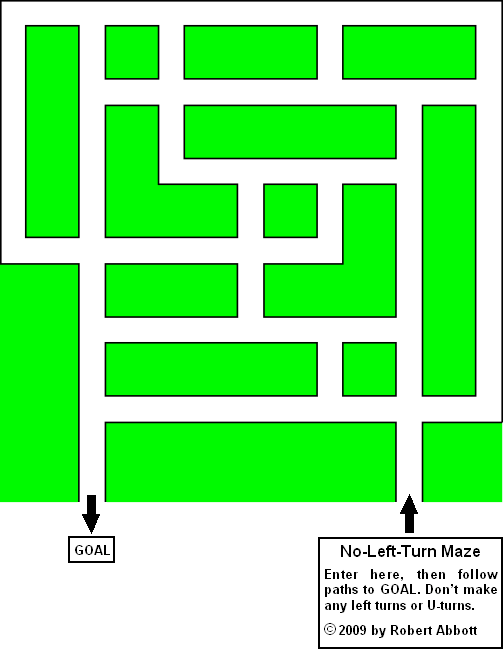 GOAL
No-Left-Turn Maze
Enter here, then follow
paths to GOAL. Don't make
any left turns or U-turns.
© 2009 by Robert Abbott